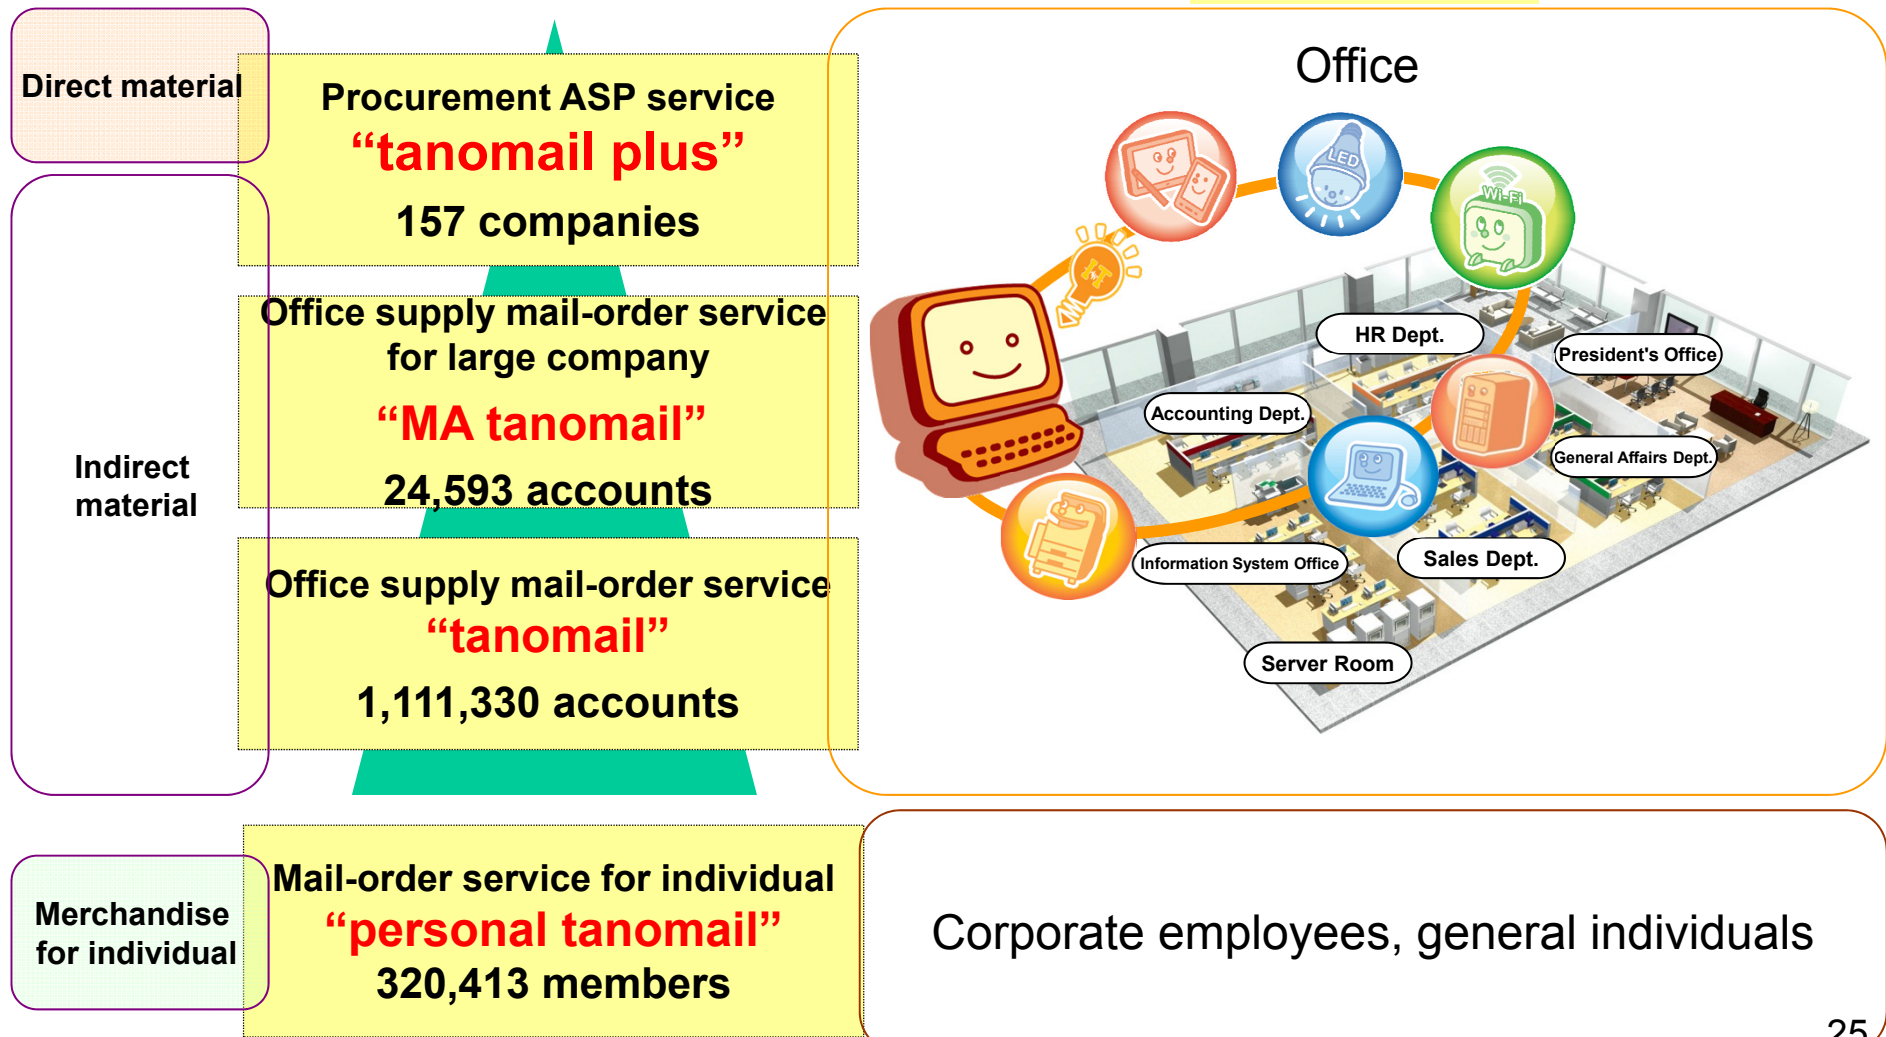 Direct material
Procurement ASP service
“tanomail plus”
157 companies
Indirect
material
Office supply mail-order service
for large company
“MA tanomail”
24,593 accounts
Office supply mail-order service
“tanomail”
1,111,330 accounts
Merchandise
for individual
Mail-order service for individual
“personal tanomail”
320,413 members
Office
LED
Wi-Fi
IT
HR Dept.
President's Office
Accounting Dept.
General Affairs Dept.
Information System Office
Sales Dept.
Server Room
Corporate employees, general individuals
25